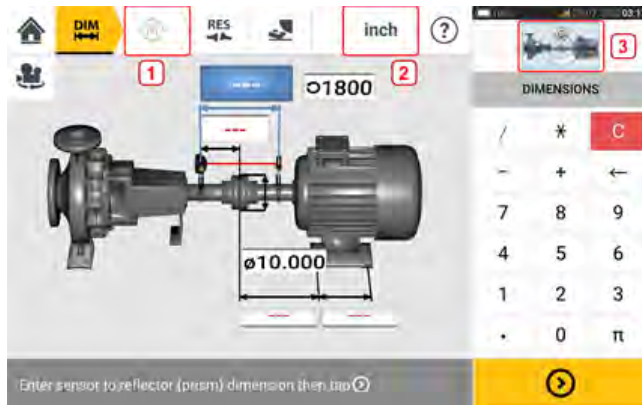 DIM
RES
inch
?
1
2
3
1800
---
---
ø10.000
---
---
DIMENSIONS
/ * C
- + ←
7 8 9
4 5 6
1 2 3
. 0 π
Enter sensor to reflector (prism) dimension then tap